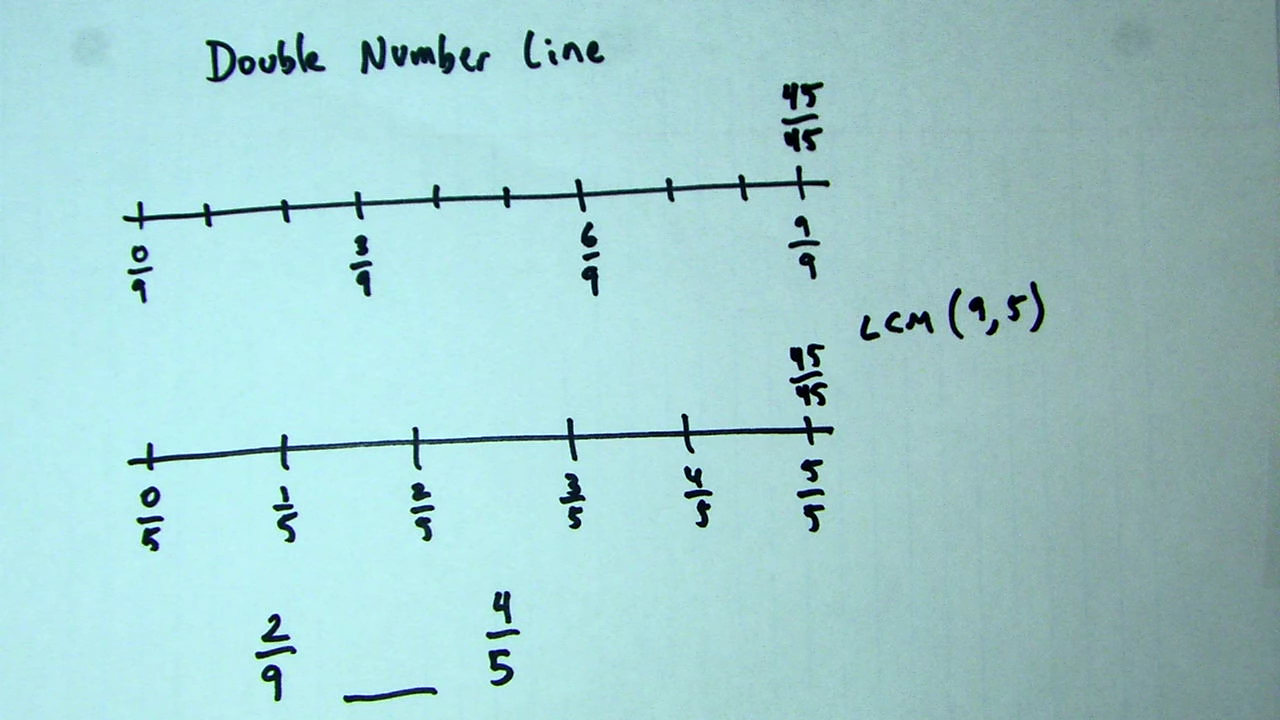 Double Number Line
45/45
0/9 3/9 6/9 9/9
LCM (9,5)
45/45
0/5 1/5 2/5 3/5 4/5 5/5
2/9 ___ 4/5